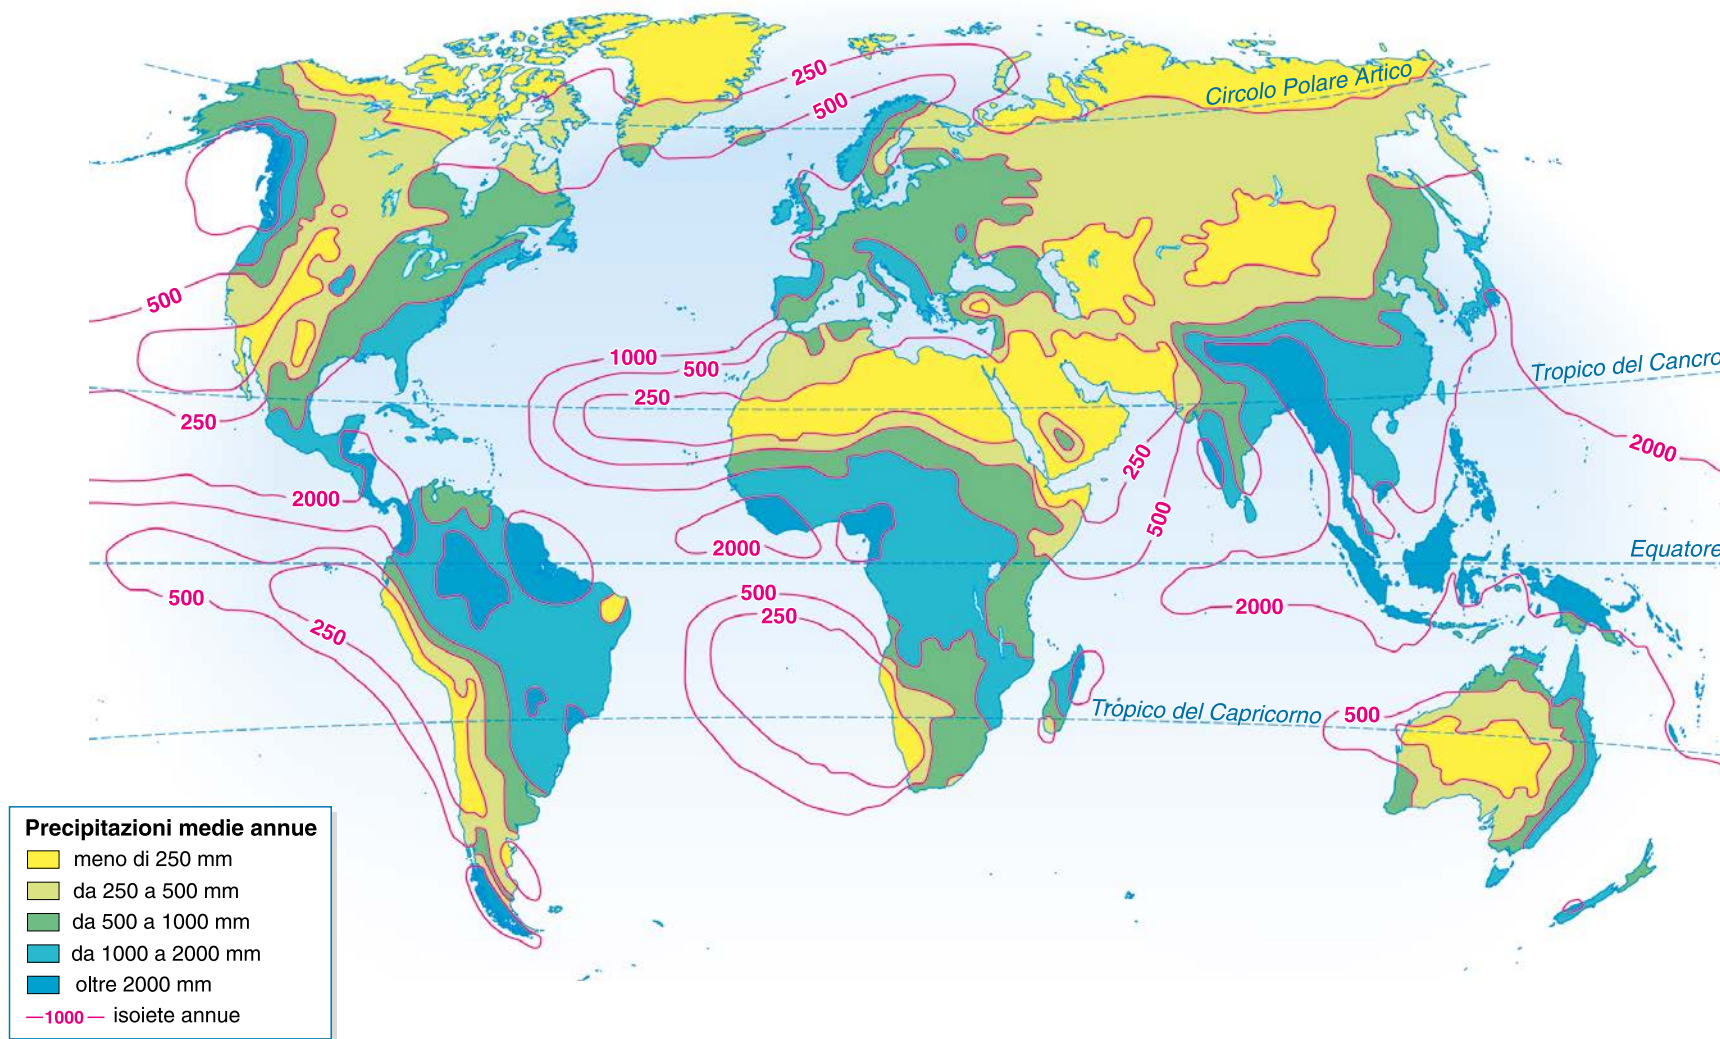 250
500
Circolo Polare Artico
500
1000
500
250
250
Tropico del Cancro
2000
250
500
2000
2000
Equatore
500
250
500
250
2000
Tropico del Capricorno
500
Precipitazioni medie annue
meno di 250 mm
da 250 a 500 mm
da 500 a 1000 mm
da 1000 a 2000 mm
oltre 2000 mm
1000 isoiete annue